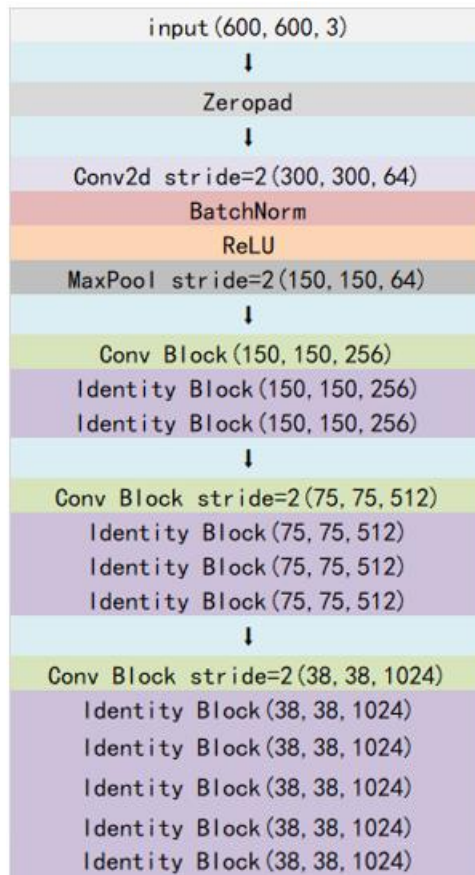 input(600,600,3)
↓
Zeropad
↓
Conv2d stride=2(300,300,64)
BatchNorm
ReLU
MaxPool stride=2(150,150,64)
↓
Conv Block(150,150,256)
Identity Block(150,150,256)
Identity Block(150,150,256)
↓
Conv Block stride=2(75,75,512)
Identity Block(75,75,512)
Identity Block(75,75,512)
Identity Block(75,75,512)
↓
Conv Block stride=2(38,38,1024)
Identity Block(38,38,1024)
Identity Block(38,38,1024)
Identity Block(38,38,1024)
Identity Block(38,38,1024)
Identity Block(38,38,1024)